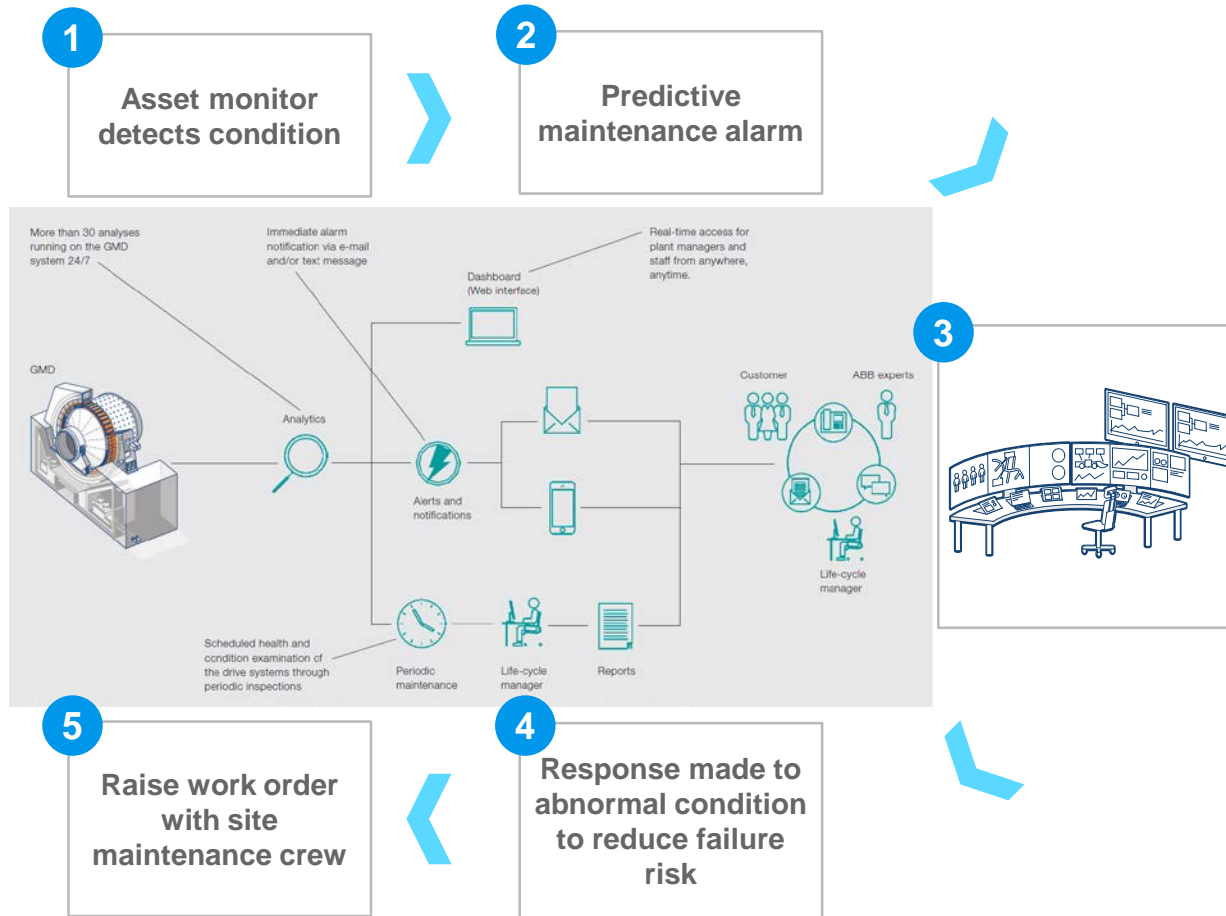 1
Asset monitor
detects condition
2
Predictive
maintenance alarm
More than 30 analyses
running on the GMD
system 24/7
Immediate alarm
notification via e-mail
and/or text message
Real-time access for
plant managers and
staff from anywhere,
anytime.
Dashboard
(Web interface)
GMD
Analytics
Alerts and
notifications
Customer
ABB experts
Life-cycle
manager
3
Scheduled health and
condition examination of
the drive systems through
periodic inspections
Periodic
maintenance
Life-cycle
manager
Reports
5
Raise work order
with site
maintenance crew
4
Response made to
abnormal condition
to reduce failure
risk